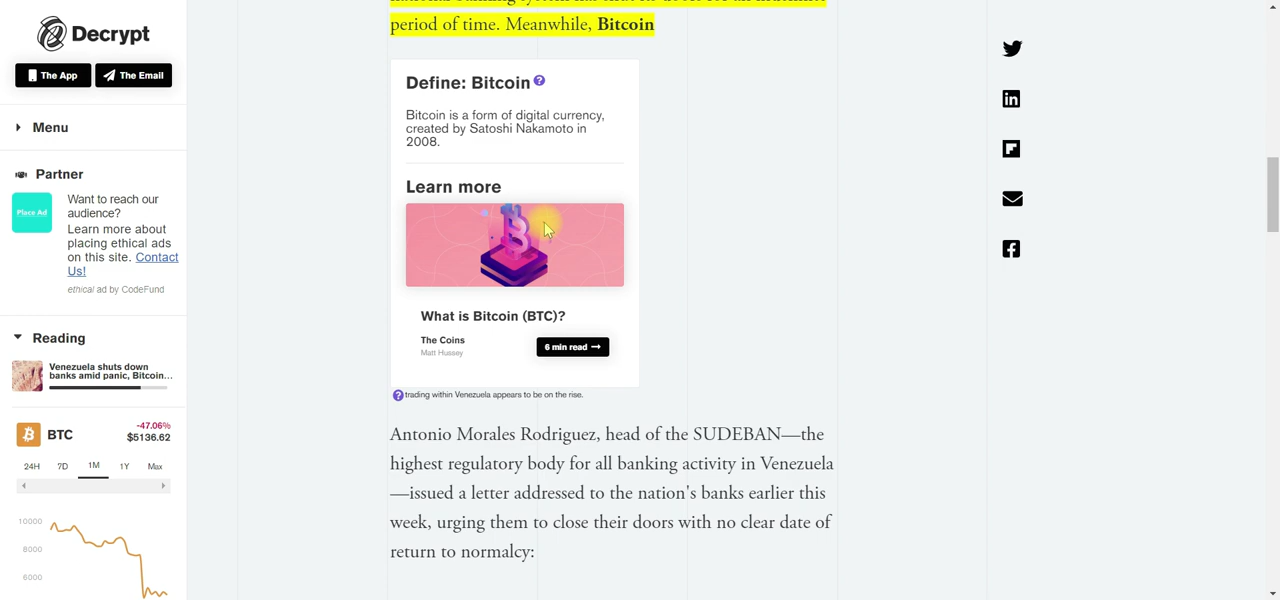 Decrypt
The App
The Email
Menu
Partner
Place Ad
Want to reach our
audience?
Learn more about
placing ethical ads
on this site. Contact
Us!
ethical ad by CodeFund
Reading
Venezuela shuts down
banks amid panic, Bitcoin...
BTC
-47.06%
$5136.62
24H 7D 1M 1Y Max
10000
8000
6000
period of time. Meanwhile, Bitcoin
Define: Bitcoin ?
Bitcoin is a form of digital currency,
created by Satoshi Nakamoto in
2008.
Learn more
What is Bitcoin (BTC)?
The Coins
Matt Hussey
6 min read →
? trading within Venezuela appears to be on the rise.
Antonio Morales Rodriguez, head of the SUDEBAN—the
highest regulatory body for all banking activity in Venezuela
—issued a letter addressed to the nation's banks earlier this
week, urging them to close their doors with no clear date of
return to normalcy: